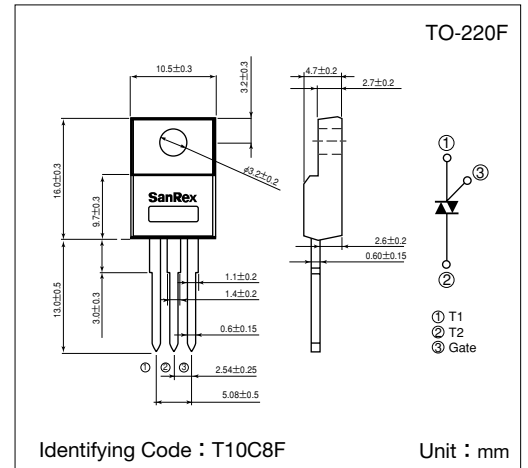 TO-220F
10.5±0.3
3.2±0.2
4.7±0.2
2.7±0.2
16.0±0.3
9.7±0.3
φ3.2±0.2
SanRex
13.0±0.5
3.0±0.3
1.1±0.2
1.4±0.2
0.6±0.15
2.54±0.25
5.08±0.5
① ② ③
2.6±0.2
0.60±0.15
①
③
②
① T1
② T2
③ Gate
Identifying Code：T10C8F
Unit：mm